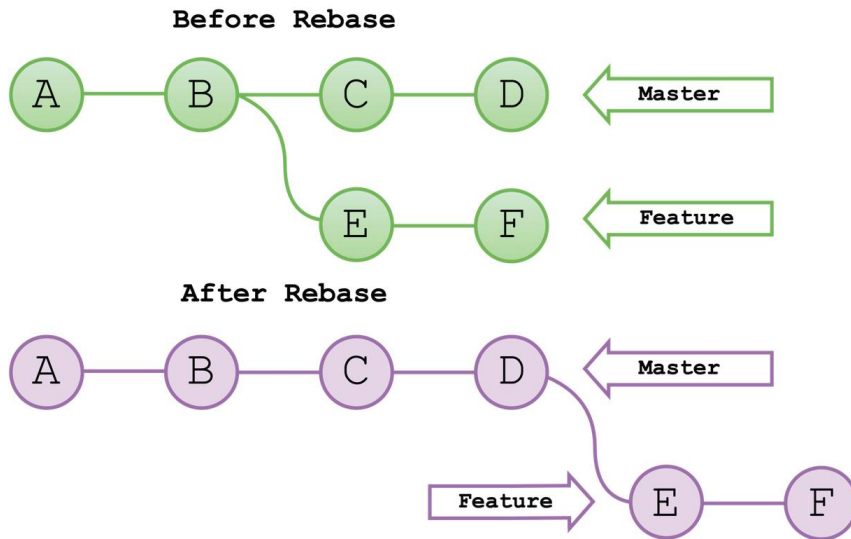 Before Rebase
A B C D Master
E F Feature
After Rebase
A B C D Master
Feature E F